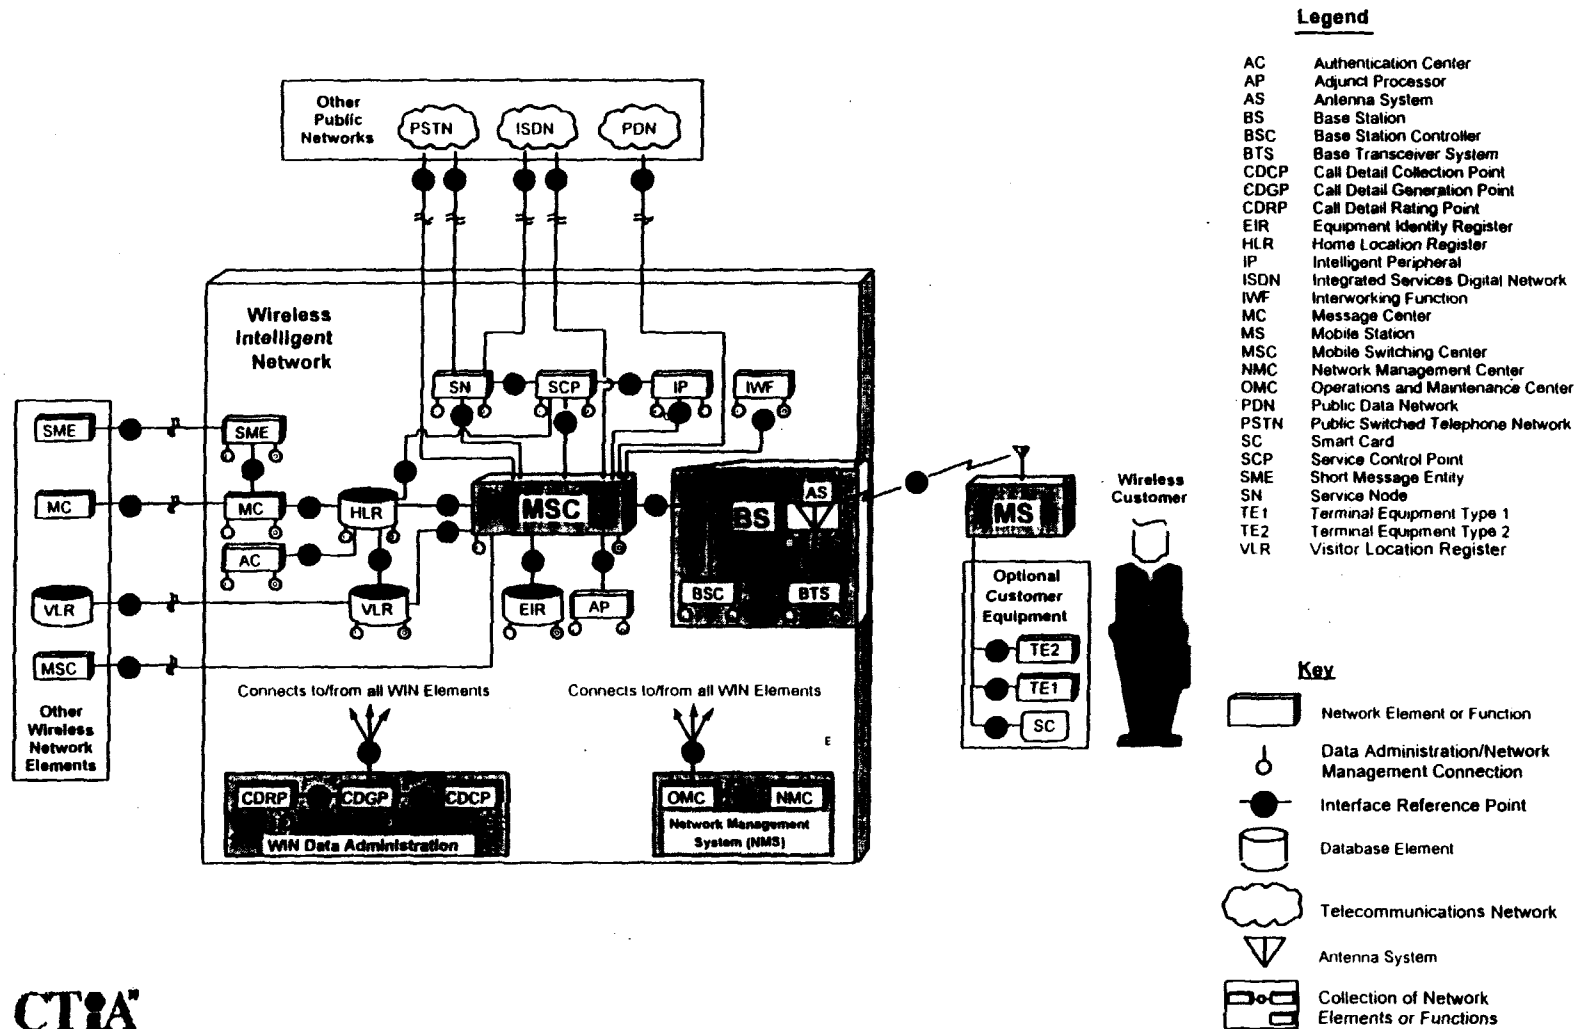 Legend
AC Authentication Center
AP Adjunct Processor
AS Antenna System
BS Base Station
BSC Base Station Controller
BTS Base Transceiver System
CDCP Call Detail Collection Point
CDGP Call Detail Generation Point
CDRP Call Detail Rating Point
EIR Equipment Identity Register
HLR Home Location Register
IP Intelligent Peripheral
ISDN Integrated Services Digital Network
IWF Interworking Function
MC Message Center
MS Mobile Station
MSC Mobile Switching Center
NMC Network Management Center
OMC Operations and Maintenance Center
PDN Public Data Network
PSTN Public Switched Telephone Network
SC Smart Card
SCP Service Control Point
SME Short Message Entity
SN Service Node
TE1 Terminal Equipment Type 1
TE2 Terminal Equipment Type 2
VLR Visitor Location Register
Other
Public
Networks
PSTN
ISDN
PDN
Wireless
Intelligent
Network
SN
SCP
IP
IWF
SME
SME
MC
MC
HLR
MSC
BS
AS
MS
Wireless
Customer
AC
VLR
VLR
EIR
AP
BSC
BTS
MSC
Optional
Customer
Equipment
TE2
TE1
SC
Connects to/from all WIN Elements
Connects to/from all WIN Elements
Other
Wireless
Network
Elements
E
CDRP
CDGP
CDCP
WIN Data Administration
OMC
NMC
Network Management
System (NMS)
Key
Network Element or Function
Data Administration/Network
Management Connection
Interface Reference Point
Database Element
Telecommunications Network
Antenna System
Collection of Network
Elements or Functions
CTiA